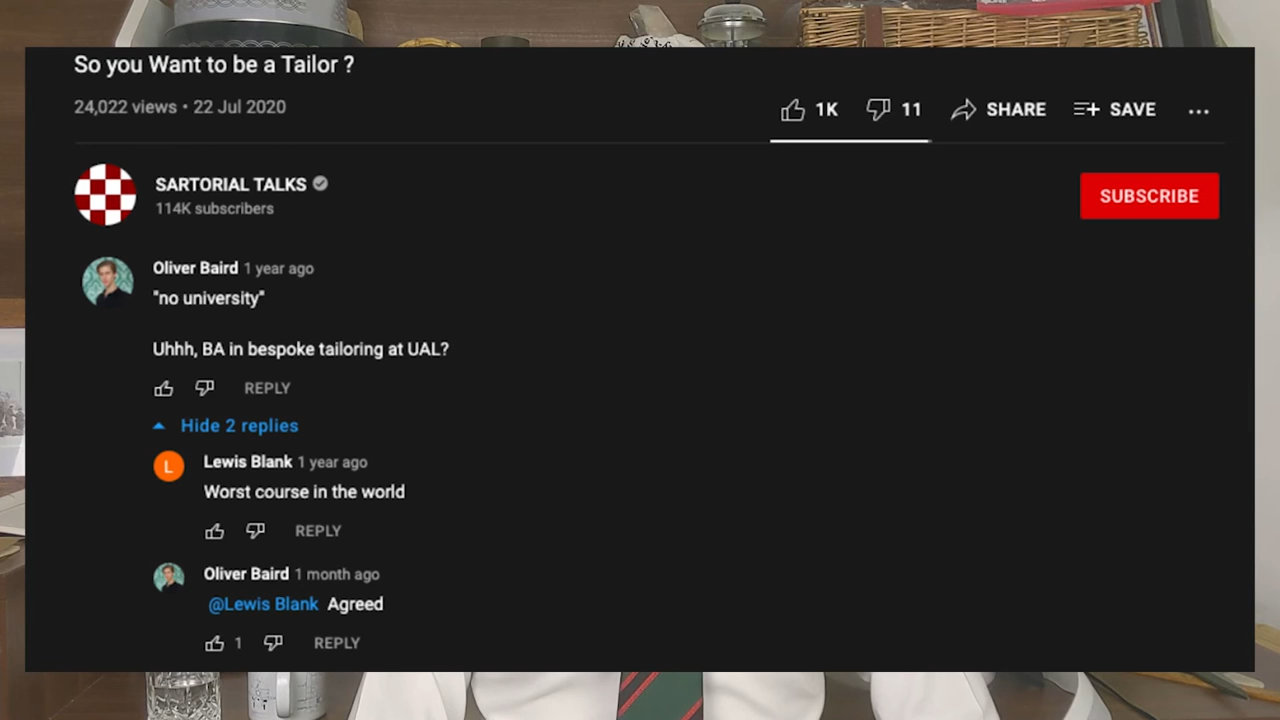 So you Want to be a Tailor ?
24,022 views • 22 Jul 2020
1K
11
SHARE
SAVE
SARTORIAL TALKS
114K subscribers
SUBSCRIBE
Oliver Baird 1 year ago
"no university"
Uhhh, BA in bespoke tailoring at UAL?
REPLY
Hide 2 replies
L
Lewis Blank 1 year ago
Worst course in the world
REPLY
Oliver Baird 1 month ago
@Lewis Blank Agreed
1
REPLY